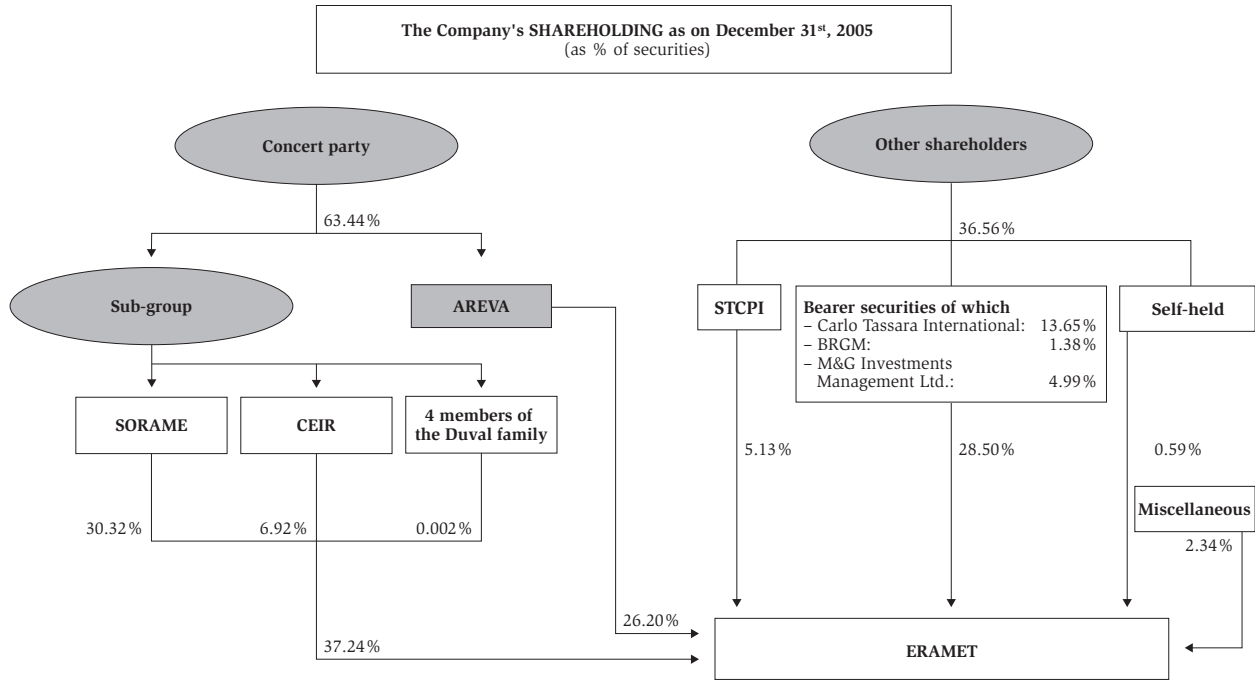 The Company's SHAREHOLDING as on December 31st, 2005
(as % of securities)
Concert party
Other shareholders
63.44%
36.56%
Sub-group
AREVA
STCPI
Bearer securities of which
– Carlo Tassara International: 13.65%
– BRGM: 1.38%
– M&G Investments
Management Ltd.: 4.99%
Self-held
SORAME
CEIR
4 members of
the Duval family
5.13%
28.50%
0.59%
Miscellaneous
30.32%
6.92%
0.002%
2.34%
26.20%
37.24%
ERAMET